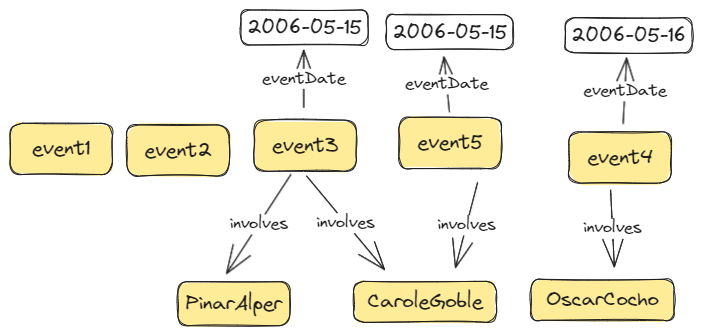 2006-05-15
2006-05-15
2006-05-16
eventDate
eventDate
eventDate
event1
event2
event3
event5
event4
involves
involves
involves
involves
PinarAlper
CaroleGoble
OscarCocho